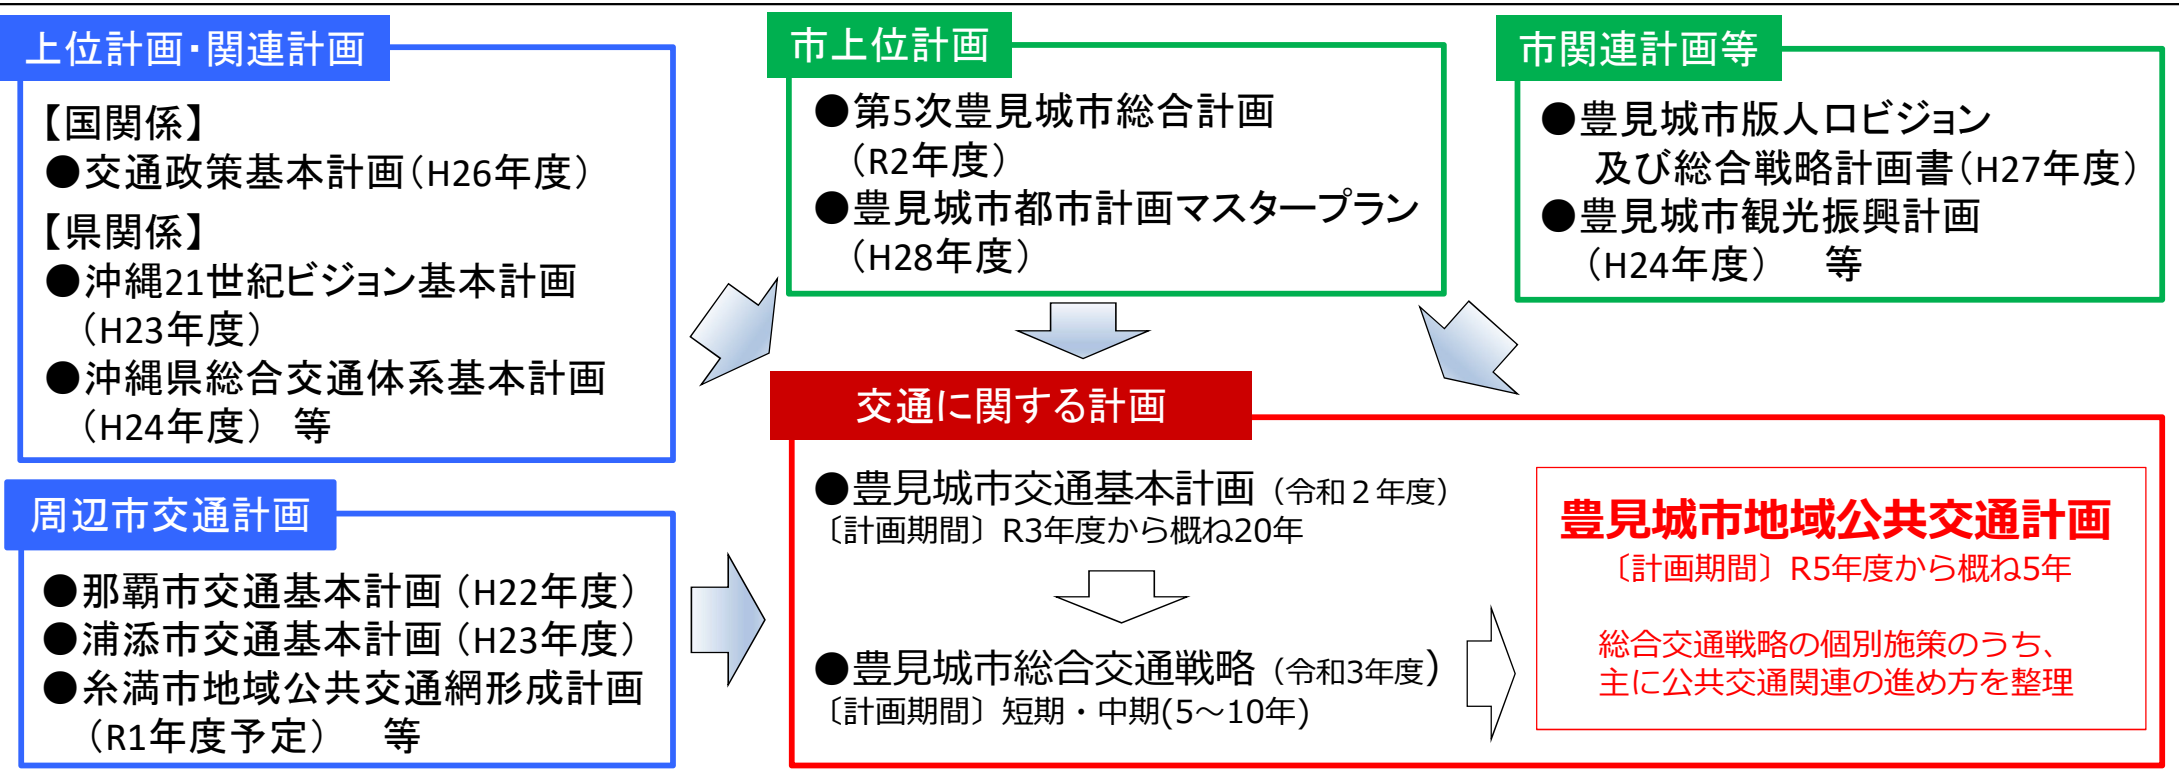 上位計画・関連計画
【国関係】
●交通政策基本計画(H26年度)
【県関係】
●沖縄21世紀ビジョン基本計画
(H23年度)
●沖縄県総合交通体系基本計画
(H24年度) 等
周辺市交通計画
●那覇市交通基本計画(H22年度)
●浦添市交通基本計画(H23年度)
●糸満市地域公共交通網形成計画
(R1年度予定) 等
市上位計画
●第5次豊見城市総合計画
(R2年度)
●豊見城市都市計画マスタープラン
(H28年度)
市関連計画等
●豊見城市版人口ビジョン
及び総合戦略計画書(H27年度)
●豊見城市観光振興計画
(H24年度) 等
交通に関する計画
●豊見城市交通基本計画(令和２年度)
〔計画期間〕R3年度から概ね20年
●豊見城市総合交通戦略(令和3年度)
〔計画期間〕短期・中期(5～10年)
豊見城市地域公共交通計画
〔計画期間〕R5年度から概ね5年
総合交通戦略の個別施策のうち、
主に公共交通関連の進め方を整理